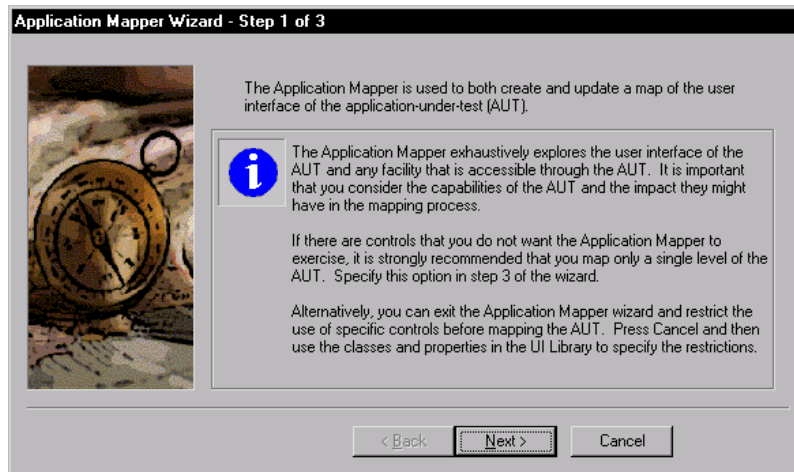 Application Mapper Wizard - Step 1 of 3
The Application Mapper is used to both create and update a map of the user
interface of the application-under-test (AUT).
i
The Application Mapper exhaustively explores the user interface of the
AUT and any facility that is accessible through the AUT. It is important
that you consider the capabilities of the AUT and the impact they might
have in the mapping process.
If there are controls that you do not want the Application Mapper to
exercise, it is strongly recommended that you map only a single level of the
AUT. Specify this option in step 3 of the wizard.
Alternatively, you can exit the Application Mapper wizard and restrict the
use of specific controls before mapping the AUT. Press Cancel and then
use the classes and properties in the UI Library to specify the restrictions.
< Back Next > Cancel